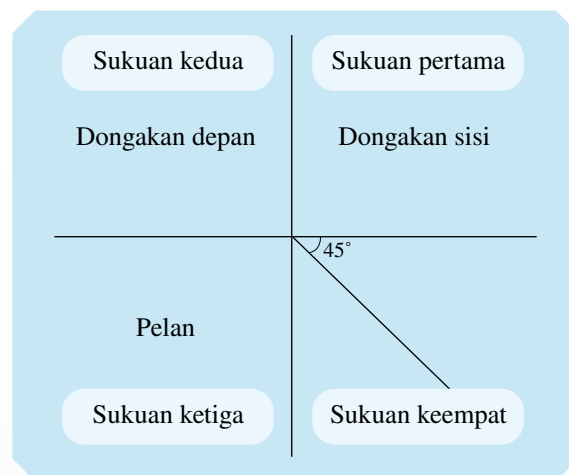 Sukuan kedua
Sukuan pertama
Dongakan depan
Dongakan sisi
45˚
Pelan
Sukuan ketiga
Sukuan keempat